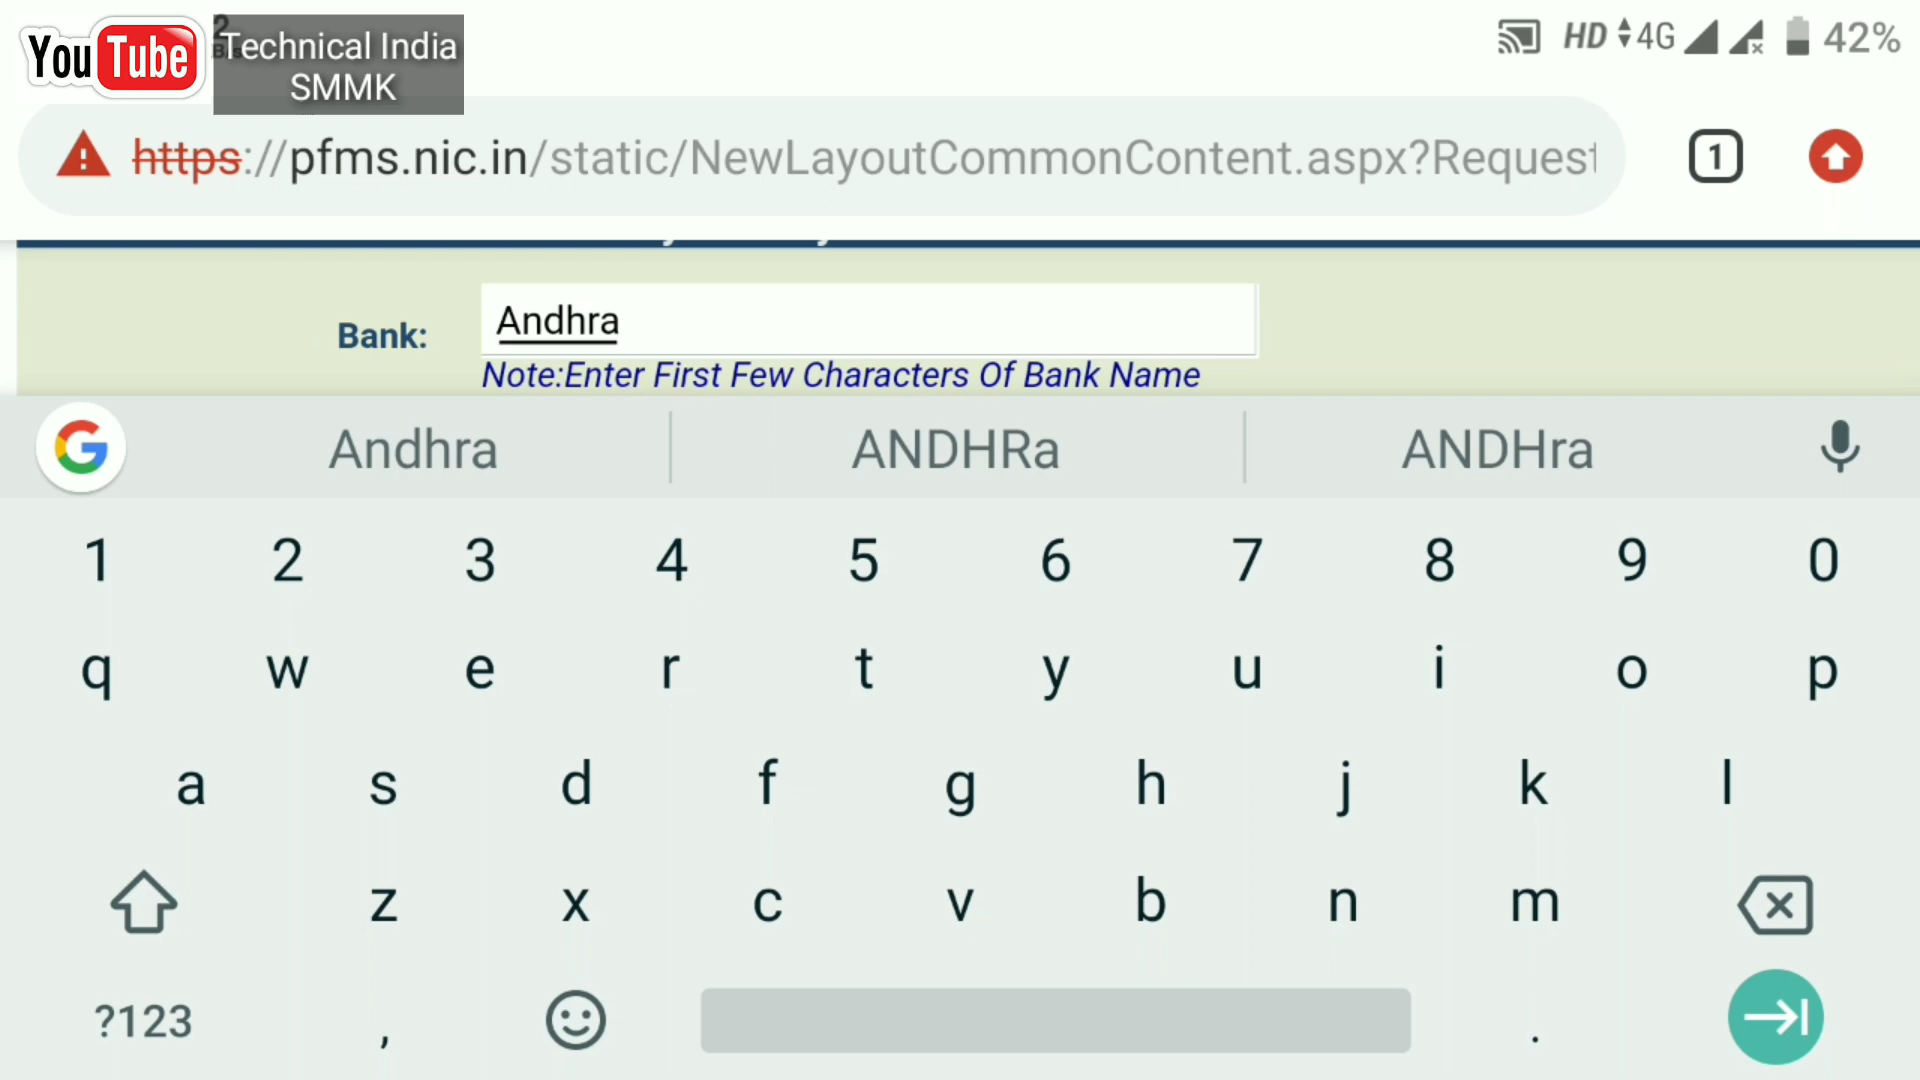 YouTube
Technical India
SMMK
HD 4G 42%
https://pfms.nic.in/static/NewLayoutCommonContent.aspx?Request
1
Bank: Andhra
Note:Enter First Few Characters Of Bank Name
Andhra ANDHRa ANDHra
1 2 3 4 5 6 7 8 9 0
q w e r t y u i o p
a s d f g h j k l
z x c v b n m
?123 , .